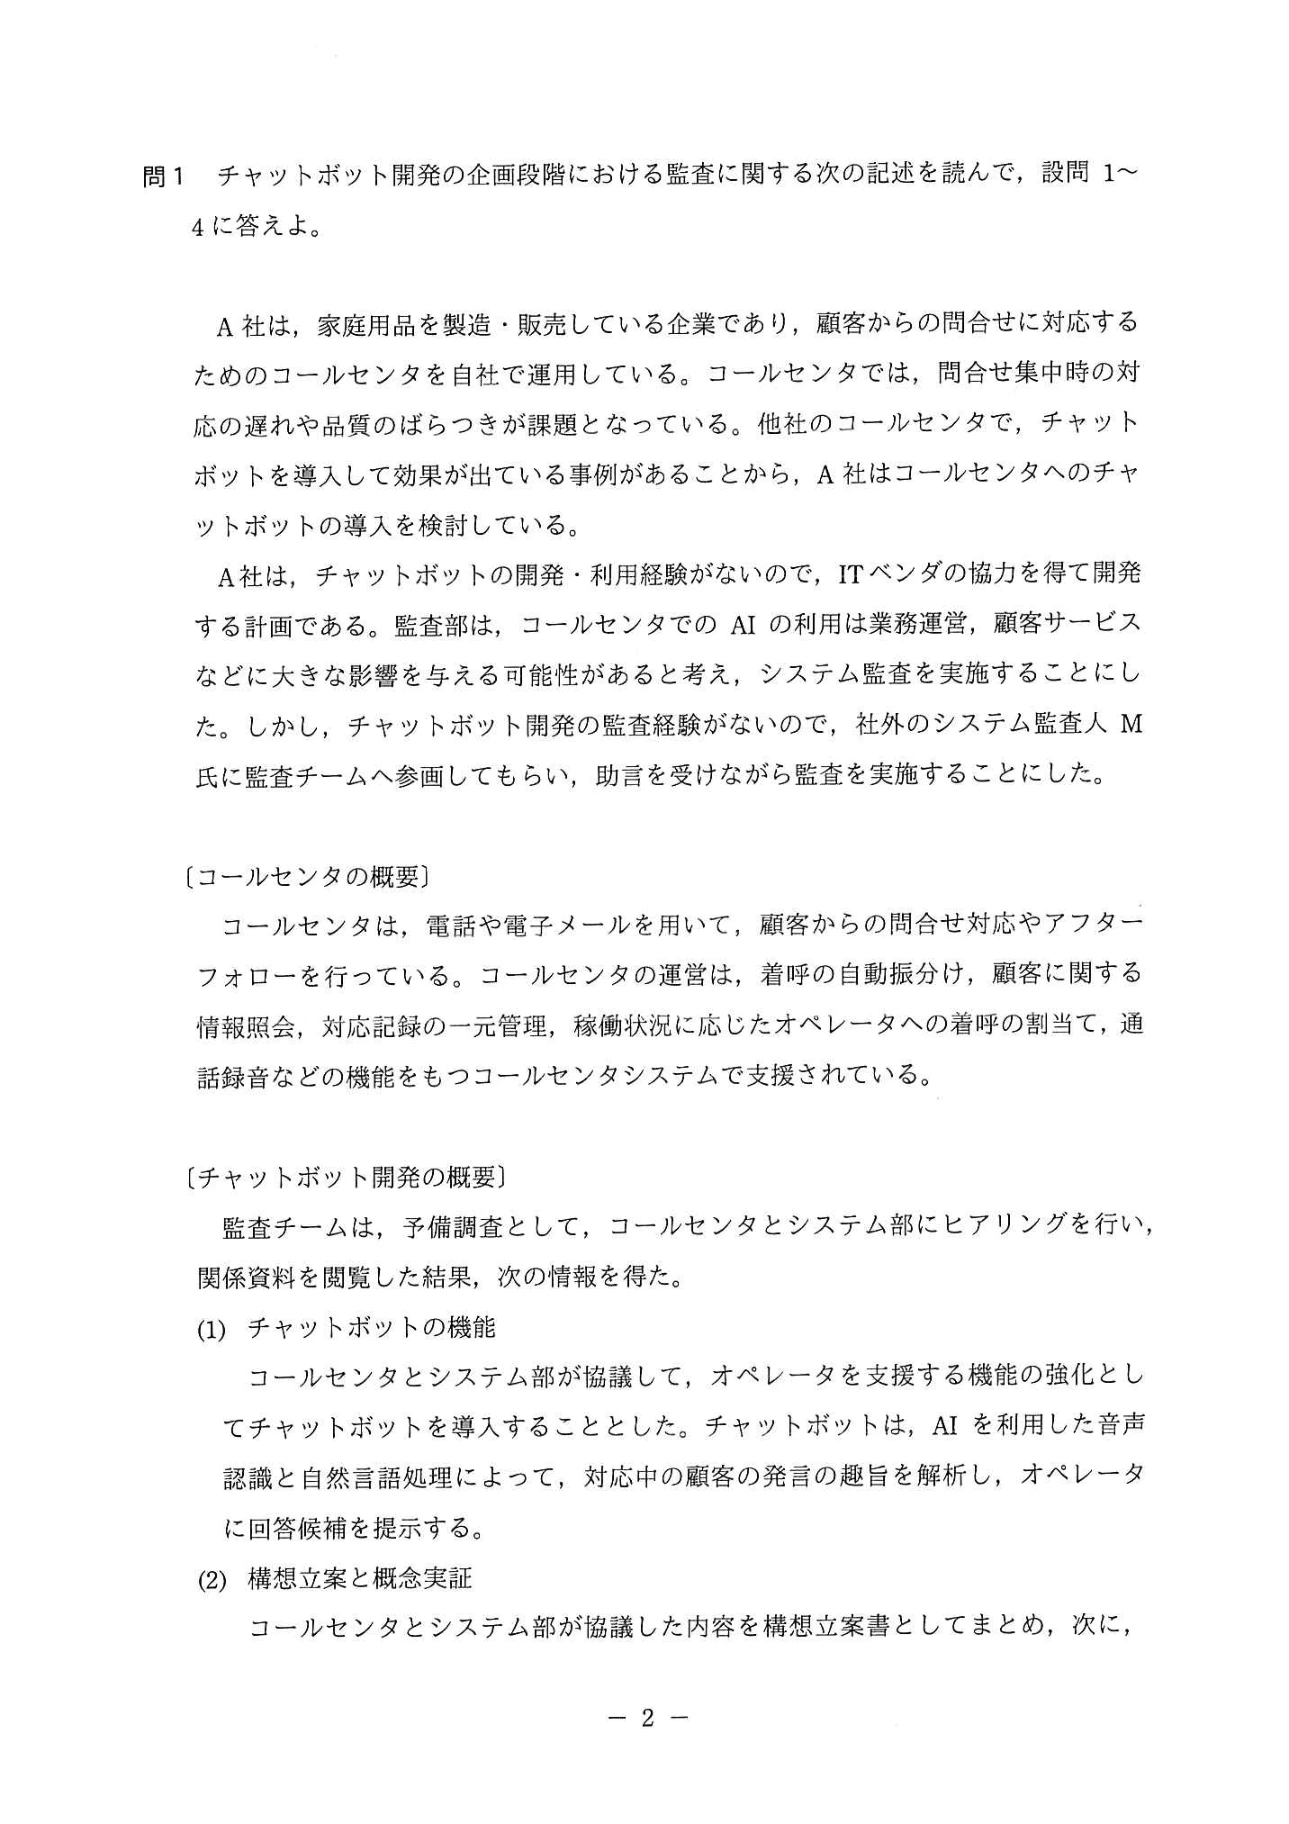 問1 チャットボット開発の企画段階における監査に関する次の記述を読んで，設問 1～
4 に答えよ。
A 社は，家庭用品を製造・販売している企業であり，顧客からの問合せに対応する
ためのコールセンタを自社で運用している。コールセンタでは，問合せ集中時の対
応の遅れや品質のばらつきが課題となっている。他社のコールセンタで，チャット
ボットを導入して効果が出ている事例があることから，A 社はコールセンタへのチャ
ットボットの導入を検討している。
A社は，チャットボットの開発・利用経験がないので，IT ベンダの協力を得て開発
する計画である。監査部は，コールセンタでの AI の利用は業務運営，顧客サービス
などに大きな影響を与える可能性があると考え，システム監査を実施することにし
た。しかし，チャットボット開発の監査経験がないので，社外のシステム監査人 M
氏に監査チームへ参画してもらい，助言を受けながら監査を実施することにした。
〔コールセンタの概要〕
コールセンタは，電話や電子メールを用いて，顧客からの問合せ対応やアフター
フォローを行っている。コールセンタの運営は，着呼の自動振分け，顧客に関する
情報照会，対応記録の一元管理，稼働状況に応じたオペレータへの着呼の割当て，通
話録音などの機能をもつコールセンタシステムで支援されている。
〔チャットボット開発の概要〕
監査チームは，予備調査として，コールセンタとシステム部にヒアリングを行い，
関係資料を閲覧した結果，次の情報を得た。
(1) チャットボットの機能
コールセンタとシステム部が協議して，オペレータを支援する機能の強化とし
てチャットボットを導入することとした。チャットボットは，AI を利用した音声
認識と自然言語処理によって，対応中の顧客の発言の趣旨を解析し，オペレータ
に回答候補を提示する。
(2) 構想立案と概念実証
コールセンタとシステム部が協議した内容を構想立案書としてまとめ，次に，
－ 2 －